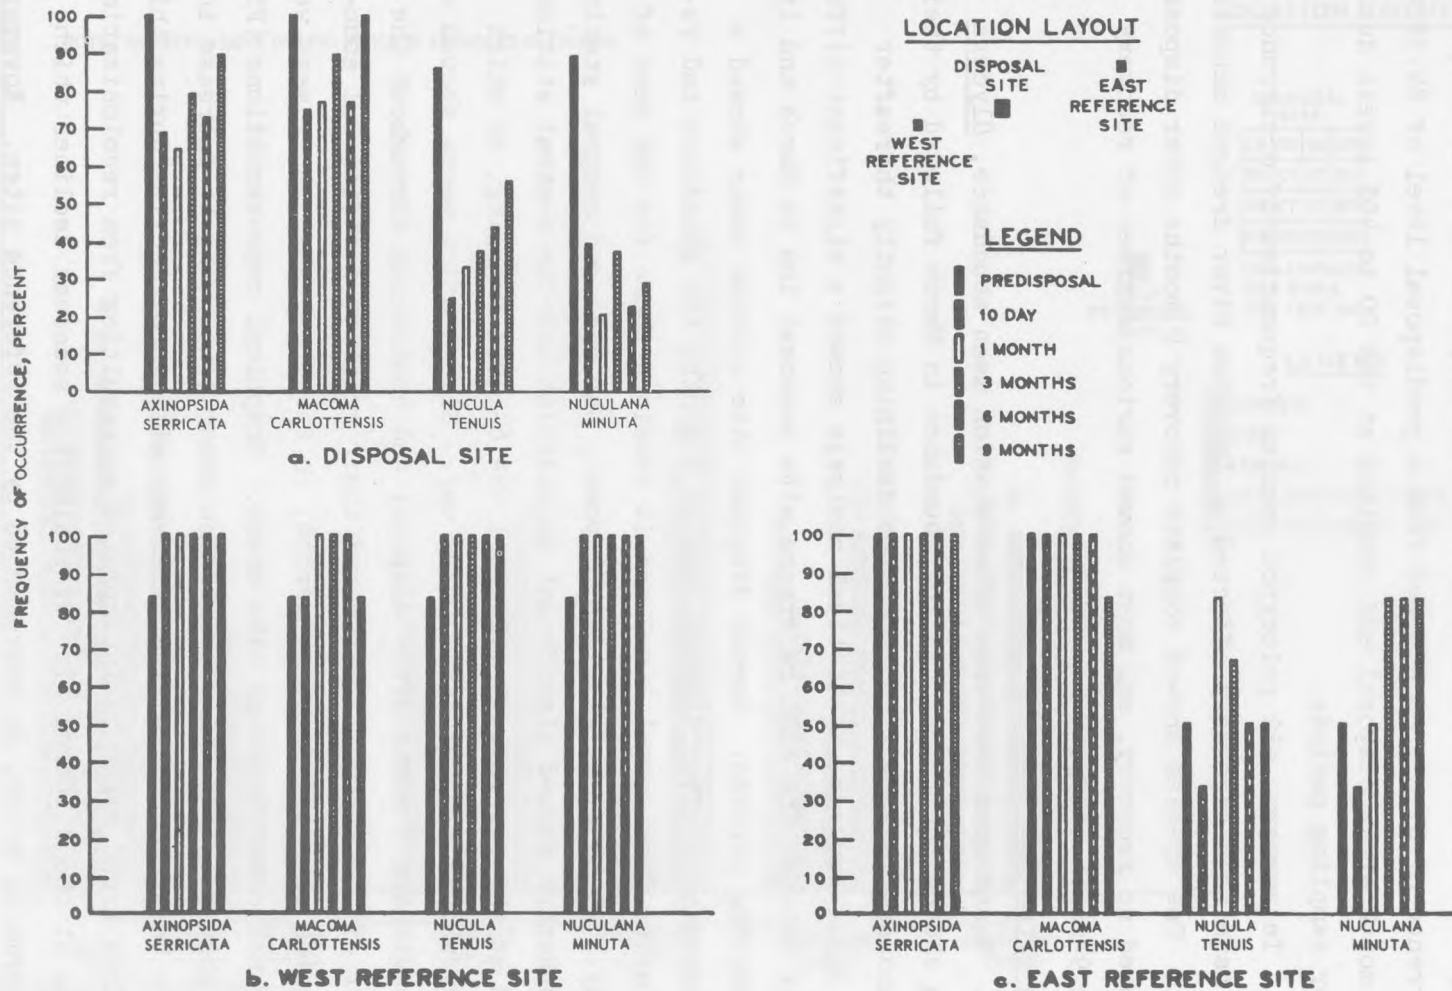 FREQUENCY OF OCCURRENCE, PERCENT
100
90
80
70
60
50
40
30
20
10
0
AXINOPSIDA
SERRICATA
MACOMA
CARLOTTENSIS
NUCULA
TENUIS
NUCULANA
MINUTA
a. DISPOSAL SITE
LOCATION LAYOUT
DISPOSAL
SITE
EAST
REFERENCE
SITE
WEST
REFERENCE
SITE
LEGEND
PREDISPOSAL
10 DAY
1 MONTH
3 MONTHS
6 MONTHS
9 MONTHS
100
90
80
70
60
50
40
30
20
10
0
AXINOPSIDA
SERRICATA
MACOMA
CARLOTTENSIS
NUCULA
TENUIS
NUCULANA
MINUTA
b. WEST REFERENCE SITE
100
90
80
70
60
50
40
30
20
10
0
AXINOPSIDA
SERRICATA
MACOMA
CARLOTTENSIS
NUCULA
TENUIS
NUCULANA
MINUTA
c. EAST REFERENCE SITE